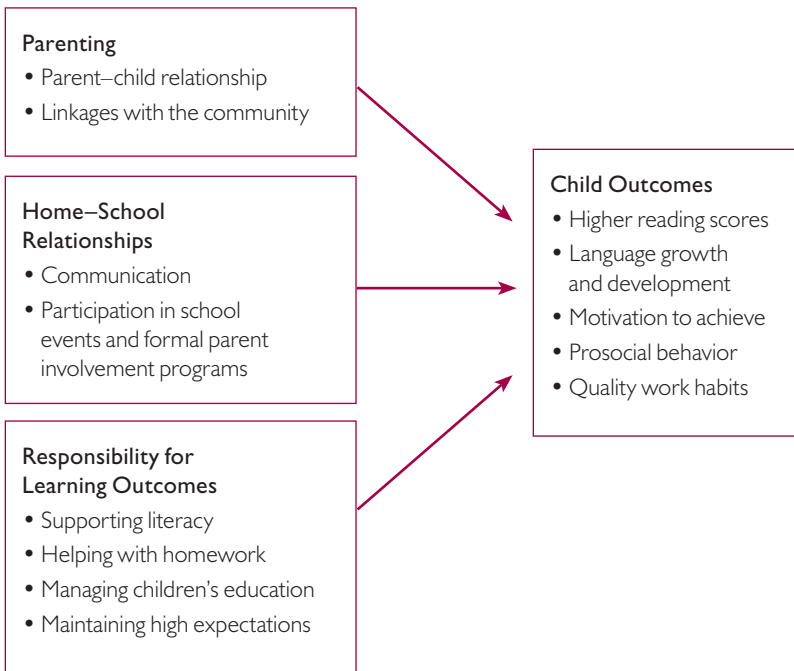 Parenting
• Parent–child relationship
• Linkages with the community
Home–School
Relationships
• Communication
• Participation in school
events and formal parent
involvement programs
Responsibility for
Learning Outcomes
• Supporting literacy
• Helping with homework
• Managing children’s education
• Maintaining high expectations
Child Outcomes
• Higher reading scores
• Language growth
and development
• Motivation to achieve
• Prosocial behavior
• Quality work habits